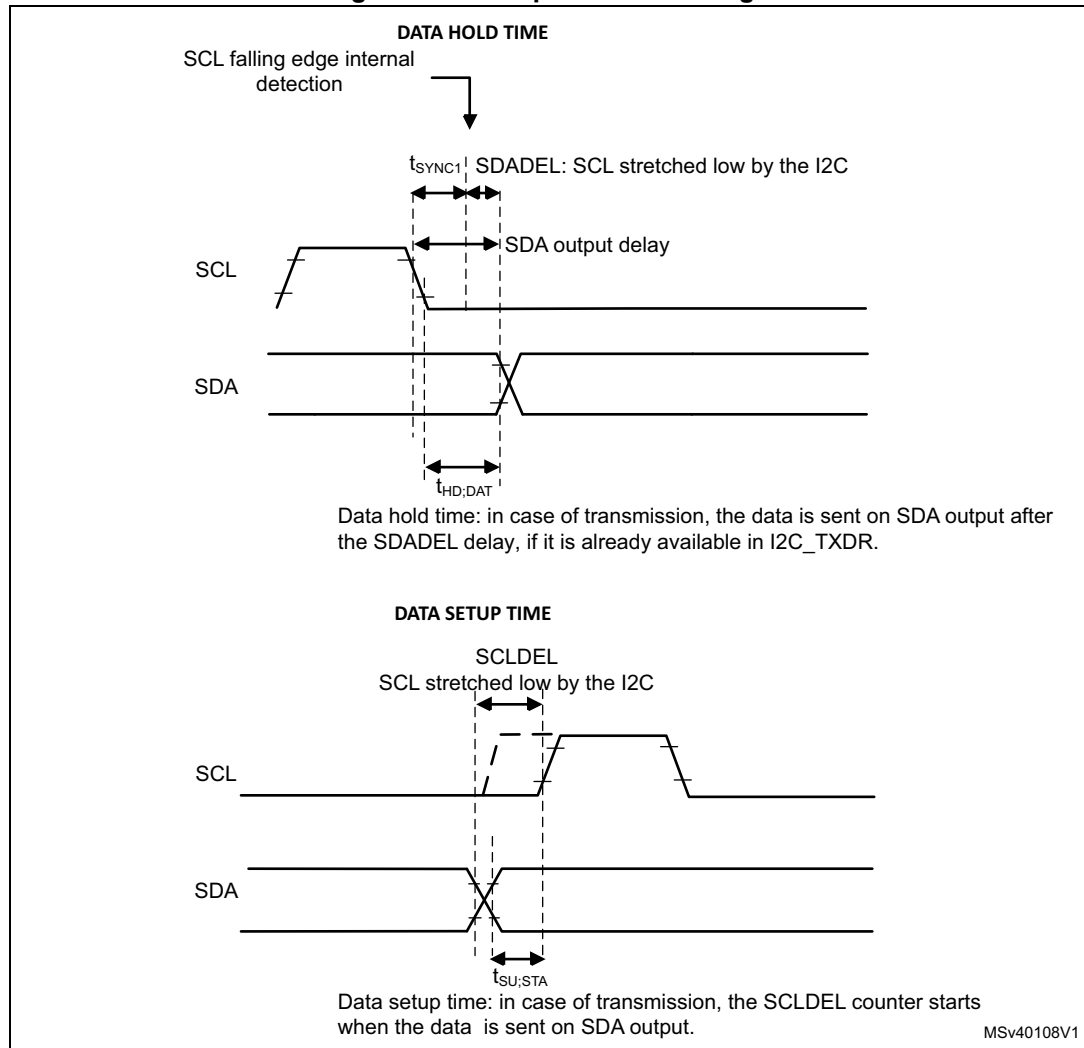 DATA HOLD TIME
SCL falling edge internal
detection
tSYNC1
SDADEL: SCL stretched low by the I2C
SDA output delay
SCL
SDA
tHD;DAT
Data hold time: in case of transmission, the data is sent on SDA output after
the SDADEL delay, if it is already available in I2C_TXDR.
DATA SETUP TIME
SCLDEL
SCL stretched low by the I2C
SCL
SDA
tSU;STA
Data setup time: in case of transmission, the SCLDEL counter starts
when the data is sent on SDA output.
MSv40108V1